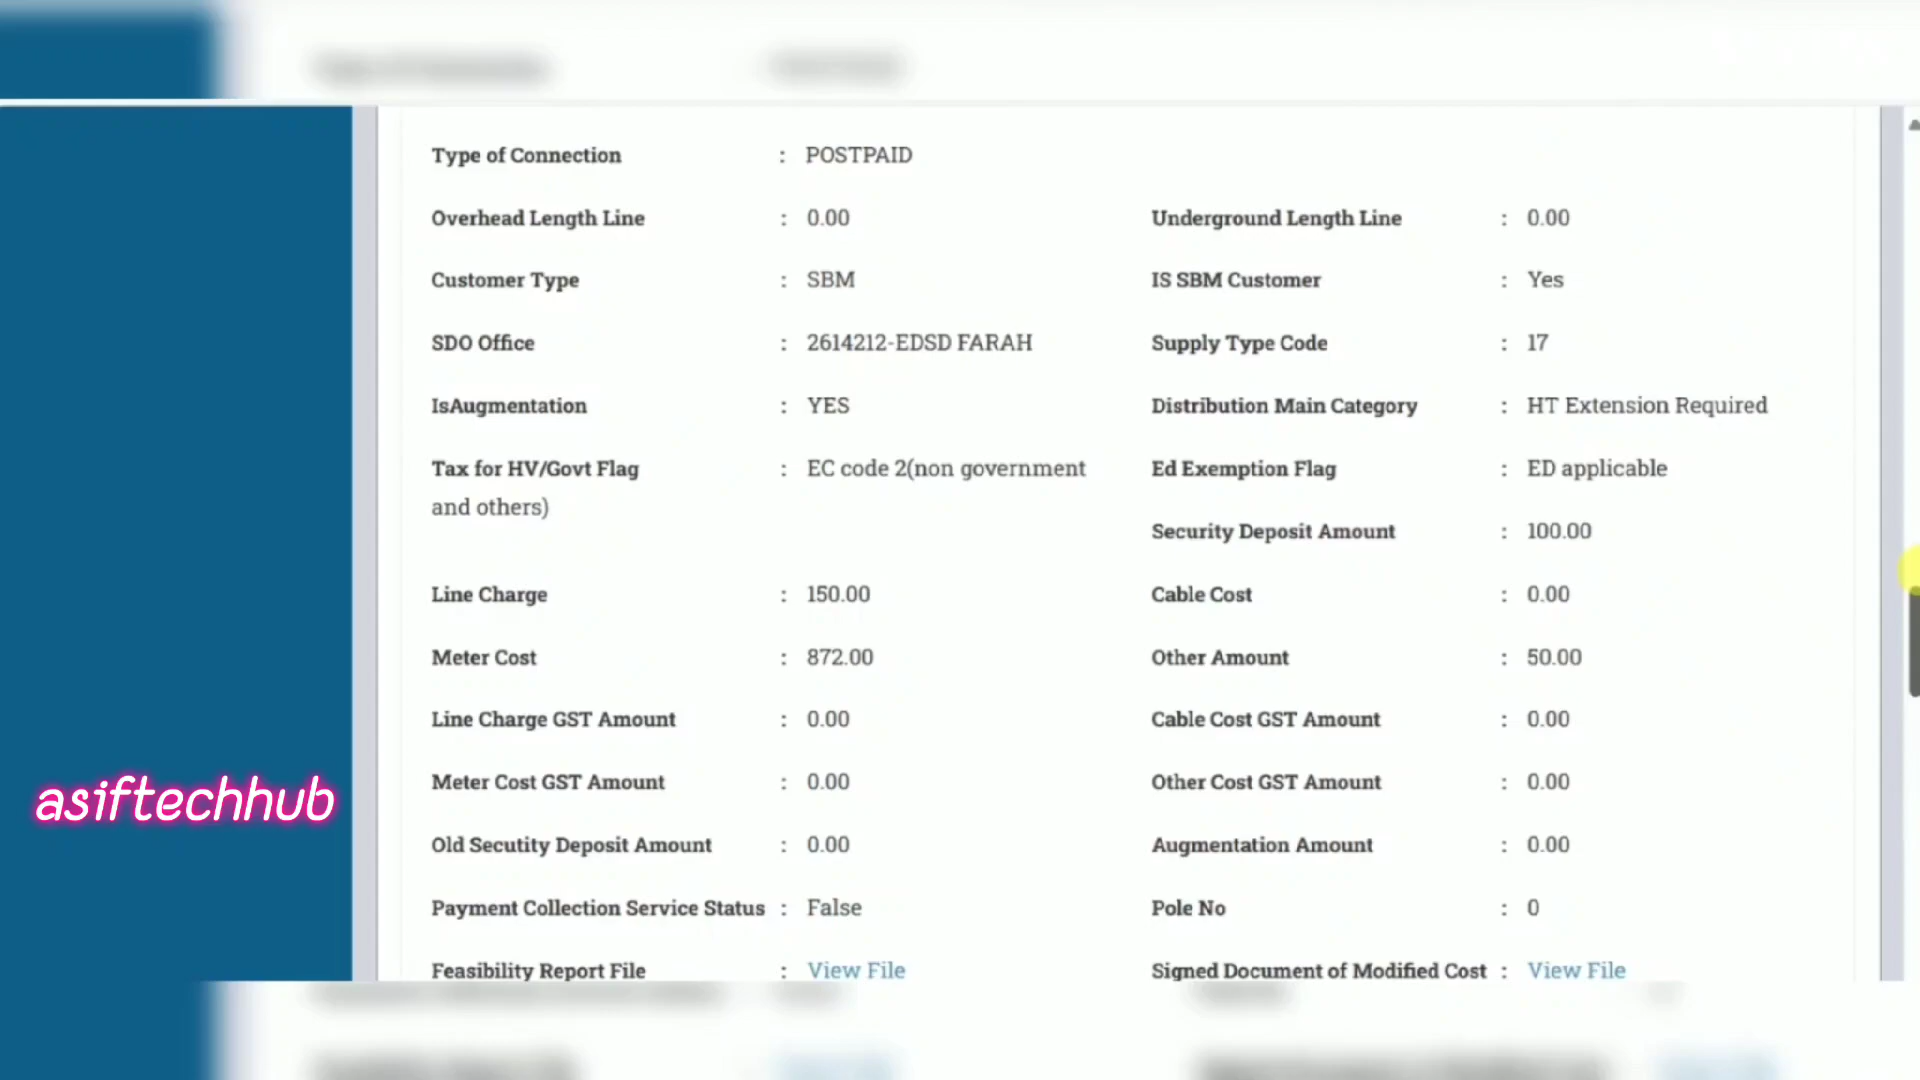 Type of Connection : POSTPAID
Overhead Length Line : 0.00 Underground Length Line : 0.00
Customer Type : SBM IS SBM Customer : Yes
SDO Office : 2614212-EDSD FARAH Supply Type Code : 17
IsAugmentation : YES Distribution Main Category : HT Extension Required
Tax for HV/Govt Flag : EC code 2(non government Ed Exemption Flag : ED applicable
and others)
Security Deposit Amount : 100.00
Line Charge : 150.00 Cable Cost : 0.00
Meter Cost : 872.00 Other Amount : 50.00
Line Charge GST Amount : 0.00 Cable Cost GST Amount : 0.00
Meter Cost GST Amount : 0.00 Other Cost GST Amount : 0.00
asiftechhub
Old Secutity Deposit Amount : 0.00 Augmentation Amount : 0.00
Payment Collection Service Status : False Pole No : 0
Feasibility Report File : View File Signed Document of Modified Cost : View File